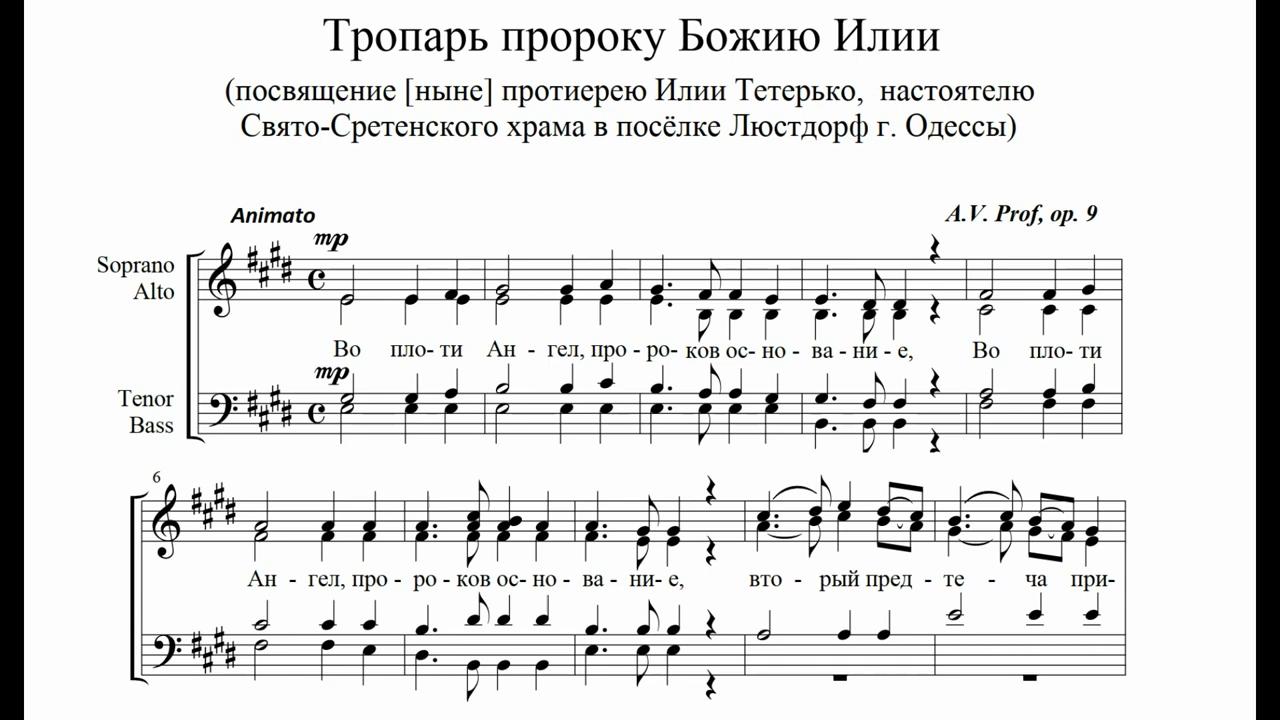 Тропарь пророку Божию Илии
(посвящение [ныне] протиерею Илии Тетерько, настоятелю
Свято-Сретенского храма в посёлке Люстдорф г. Одессы)
Animato
A.V. Prof, op. 9
mp
Soprano
Alto
Во пло- ти Ан - гел, про - ро- ков ос- но - ва - ни - е, Во пло- ти
mp
Tenor
Bass
6
Ан - гел, про - ро - ков ос- но - ва - ни- е, вто - рый пред - те - ча при-